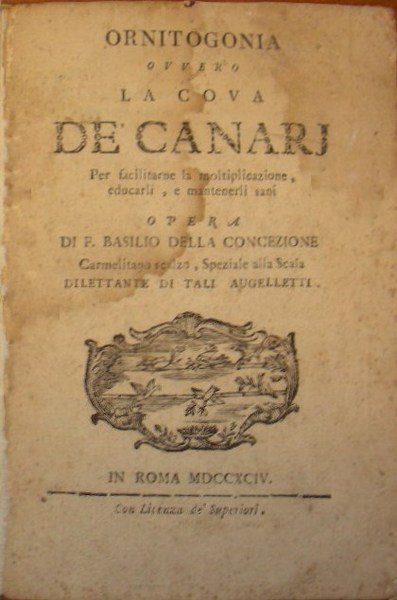 ORNITOGONIA
OVVERO
LA COVA
DE' CANARJ
Per facilitarne la moltiplicazione,
educarli, e mantenerli sani
OPERA
DI F. BASILIO DELLA CONCEZIONE
Carmelitano scalzo, Speziale alla Scala
DILETTANTE DI TALI AUGELLETTI.
IN ROMA MDCCXCIV.
Con Licenza de' Superiori.